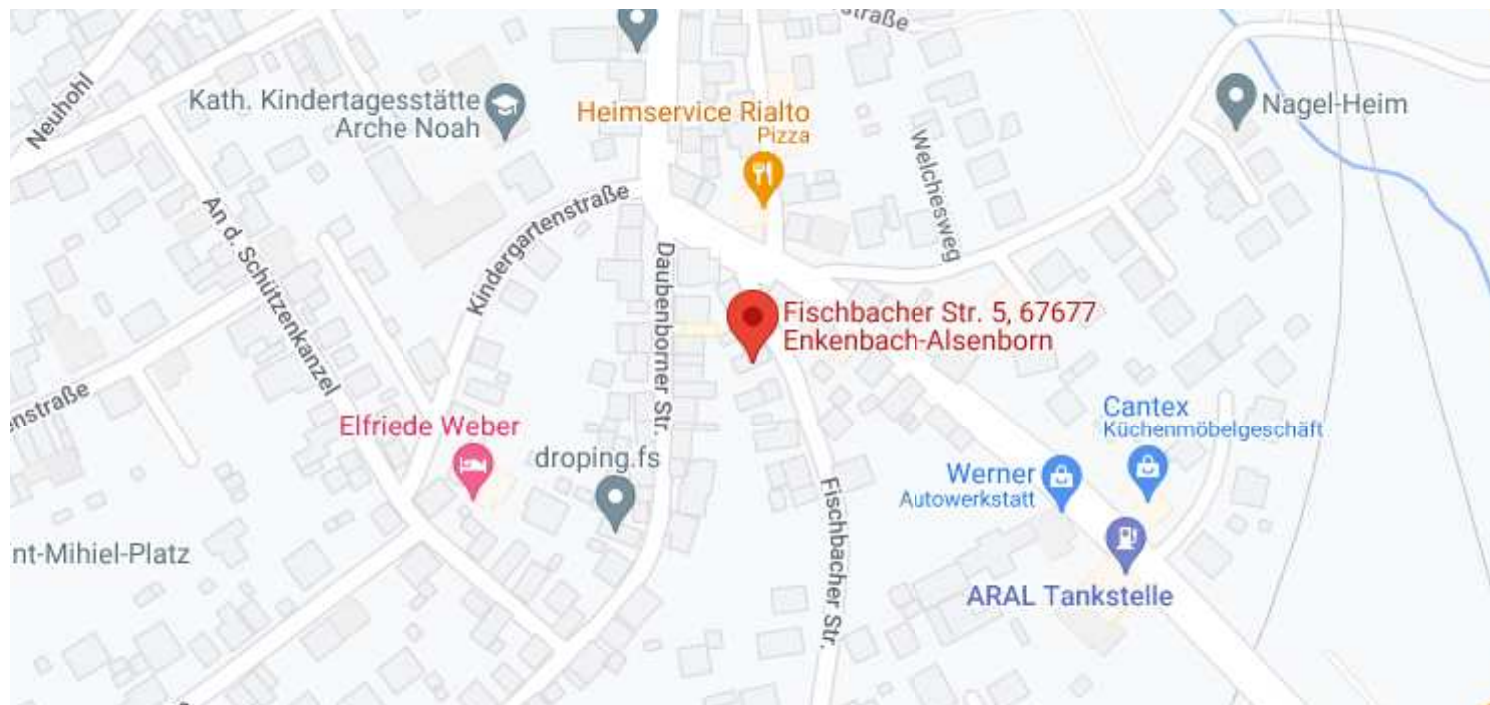 Neuhohl
Kath. Kindertagesstätte
Arche Noah
Heimservice Rialto
Pizza
Welchesweg
Nagel-Heim
An d. Schützenkanzel
Kindergartenstraße
Daubenborner Str.
Fischbacher Str. 5, 67677
Enkenbach-Alsenborn
Elfriede Weber
droping.fs
Cantex
Küchenmöbelgeschäft
Werner
Autowerkstatt
Fischbacher Str.
nt-Mihiel-Platz
ARAL Tankstelle
nstraße